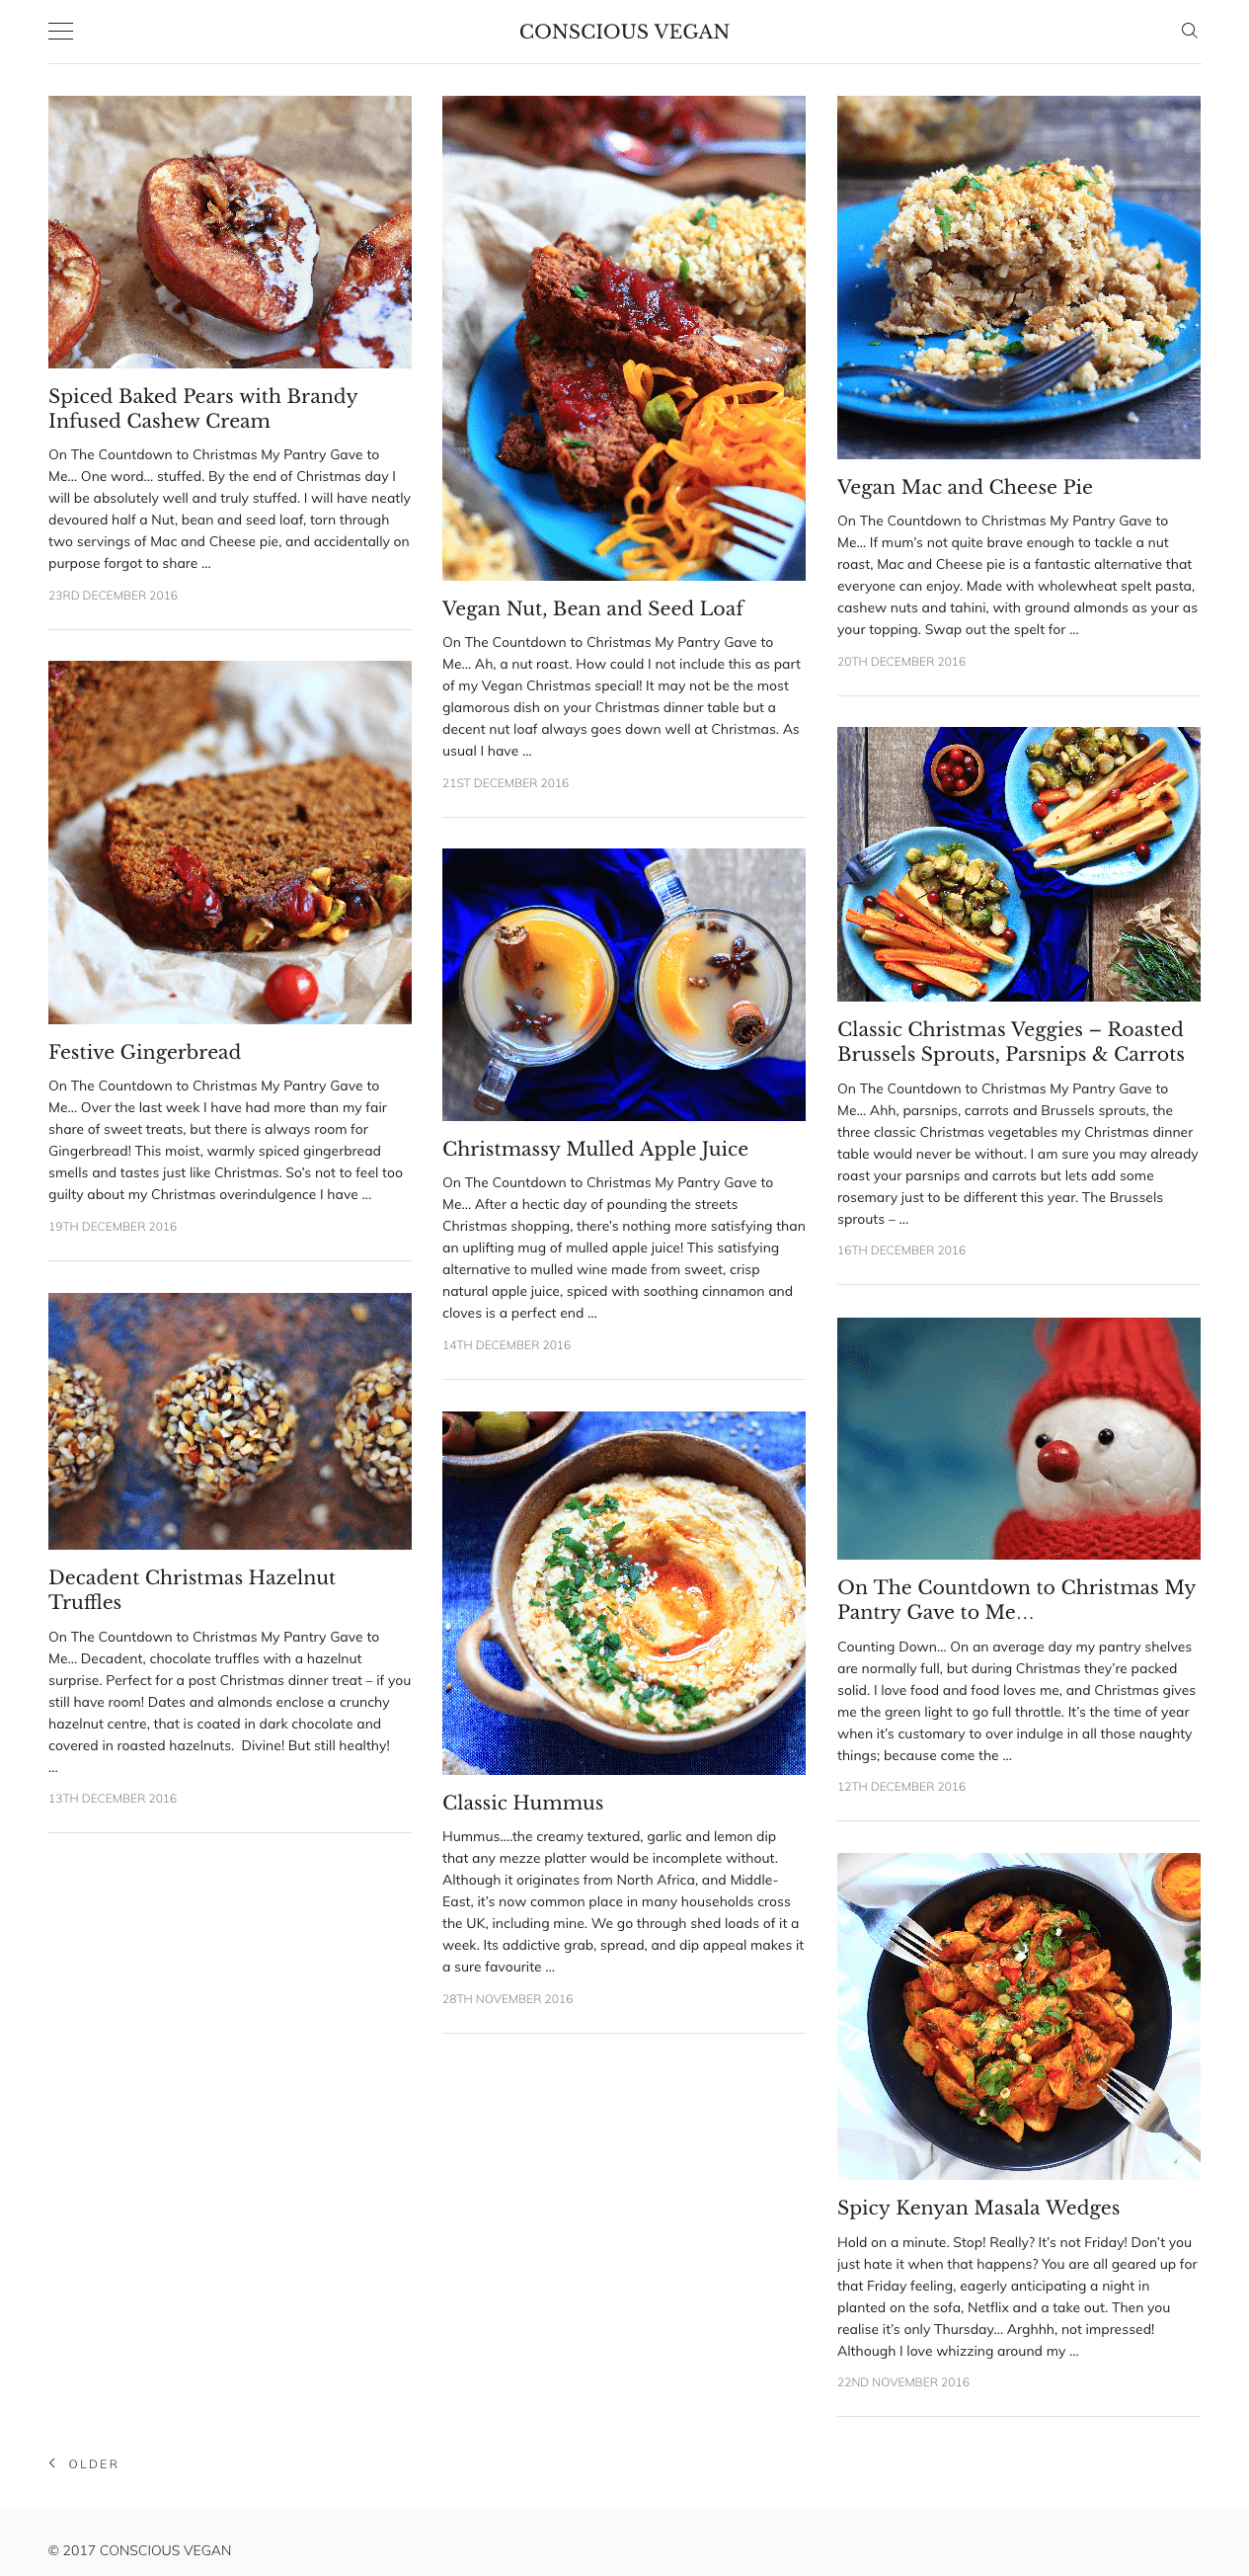 CONSCIOUS VEGAN
Spiced Baked Pears with Brandy
Infused Cashew Cream
On The Countdown to Christmas My Pantry Gave to
Me... One word... stuffed. By the end of Christmas day I
will be absolutely well and truly stuffed. I will have neatly
devoured half a Nut, bean and seed loaf, torn through
two servings of Mac and Cheese pie, and accidentally on
purpose forgot to share ...
23RD DECEMBER 2016
Festive Gingerbread
On The Countdown to Christmas My Pantry Gave to
Me... Over the last week I have had more than my fair
share of sweet treats, but there is always room for
Gingerbread! This moist, warmly spiced gingerbread
smells and tastes just like Christmas. So’s not to feel too
guilty about my Christmas overindulgence I have ...
19TH DECEMBER 2016
Decadent Christmas Hazelnut
Truffles
On The Countdown to Christmas My Pantry Gave to
Me... Decadent, chocolate truffles with a hazelnut
surprise. Perfect for a post Christmas dinner treat – if you
still have room! Dates and almonds enclose a crunchy
hazelnut centre, that is coated in dark chocolate and
covered in roasted hazelnuts.  Divine! But still healthy!
...
13TH DECEMBER 2016
Vegan Nut, Bean and Seed Loaf
On The Countdown to Christmas My Pantry Gave to
Me... Ah, a nut roast. How could I not include this as part
of my Vegan Christmas special! It may not be the most
glamorous dish on your Christmas dinner table but a
decent nut loaf always goes down well at Christmas. As
usual I have ...
21ST DECEMBER 2016
Christmassy Mulled Apple Juice
On The Countdown to Christmas My Pantry Gave to
Me... After a hectic day of pounding the streets
Christmas shopping, there’s nothing more satisfying than
an uplifting mug of mulled apple juice! This satisfying
alternative to mulled wine made from sweet, crisp
natural apple juice, spiced with soothing cinnamon and
cloves is a perfect end ...
14TH DECEMBER 2016
Classic Hummus
Hummus....the creamy textured, garlic and lemon dip
that any mezze platter would be incomplete without.
Although it originates from North Africa, and Middle-
East, it’s now common place in many households cross
the UK, including mine. We go through shed loads of it a
week. Its addictive grab, spread, and dip appeal makes it
a sure favourite ...
28TH NOVEMBER 2016
Vegan Mac and Cheese Pie
On The Countdown to Christmas My Pantry Gave to
Me... If mum’s not quite brave enough to tackle a nut
roast, Mac and Cheese pie is a fantastic alternative that
everyone can enjoy. Made with wholewheat spelt pasta,
cashew nuts and tahini, with ground almonds as your as
your topping. Swap out the spelt for ...
20TH DECEMBER 2016
Classic Christmas Veggies – Roasted
Brussels Sprouts, Parsnips & Carrots
On The Countdown to Christmas My Pantry Gave to
Me... Ahh, parsnips, carrots and Brussels sprouts, the
three classic Christmas vegetables my Christmas dinner
table would never be without. I am sure you may already
roast your parsnips and carrots but lets add some
rosemary just to be different this year. The Brussels
sprouts – ...
16TH DECEMBER 2016
On The Countdown to Christmas My
Pantry Gave to Me…
Counting Down... On an average day my pantry shelves
are normally full, but during Christmas they’re packed
solid. I love food and food loves me, and Christmas gives
me the green light to go full throttle. It’s the time of year
when it’s customary to over indulge in all those naughty
things; because come the ...
12TH DECEMBER 2016
Spicy Kenyan Masala Wedges
Hold on a minute. Stop! Really? It’s not Friday! Don’t you
just hate it when that happens? You are all geared up for
that Friday feeling, eagerly anticipating a night in
planted on the sofa, Netflix and a take out. Then you
realise it’s only Thursday... Arghhh, not impressed!
Although I love whizzing around my ...
22ND NOVEMBER 2016
OLDER
© 2017 CONSCIOUS VEGAN